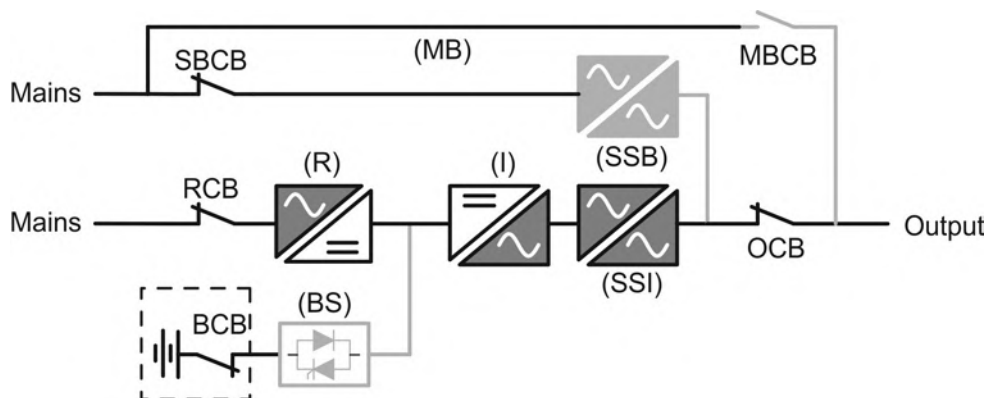 (MB)
MBCB
SBCB
Mains
(SSB)
(R)
(I)
RCB
Mains
Output
OCB
(SSI)
(BS)
BCB